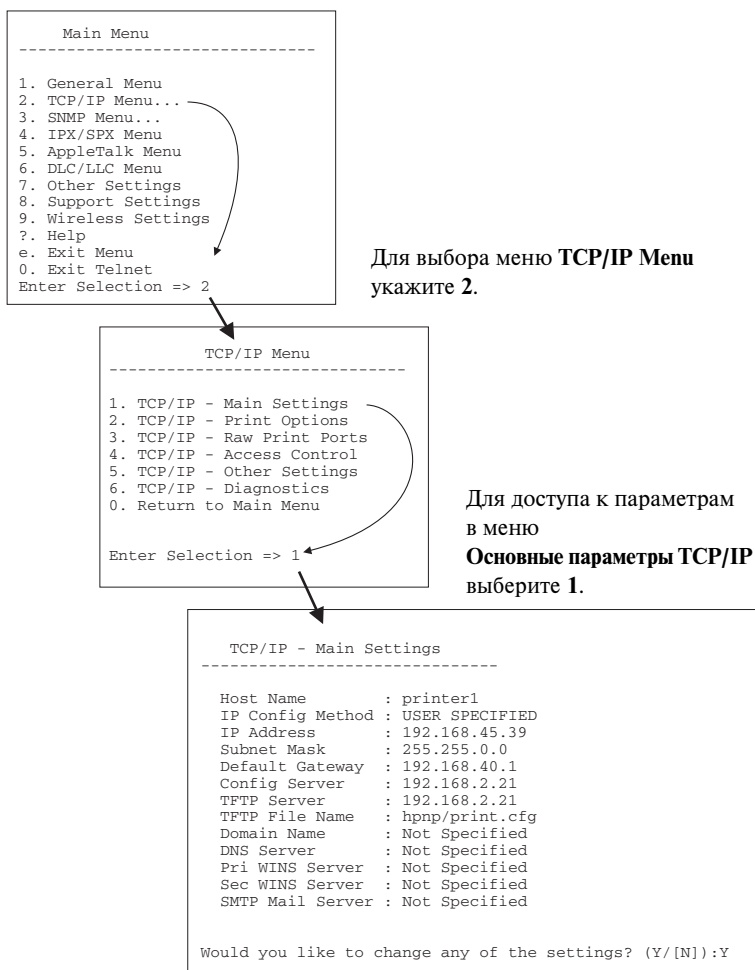 Main Menu
-------------------------------
1. General Menu
2. TCP/IP Menu...
3. SNMP Menu...
4. IPX/SPX Menu
5. AppleTalk Menu
6. DLC/LLC Menu
7. Other Settings
8. Support Settings
9. Wireless Settings
?. Help
e. Exit Menu
0. Exit Telnet
Enter Selection => 2
Для выбора меню TCP/IP Menu
укажите 2.
TCP/IP Menu
-------------------------------
1. TCP/IP - Main Settings
2. TCP/IP - Print Options
3. TCP/IP - Raw Print Ports
4. TCP/IP - Access Control
5. TCP/IP - Other Settings
6. TCP/IP - Diagnostics
0. Return to Main Menu
Enter Selection => 1
Для доступа к параметрам
в меню
Основные параметры TCP/IP
выберите 1.
TCP/IP - Main Settings
-------------------------------
Host Name : printer1
IP Config Method : USER SPECIFIED
IP Address : 192.168.45.39
Subnet Mask : 255.255.0.0
Default Gateway : 192.168.40.1
Config Server : 192.168.2.21
TFTP Server : 192.168.2.21
TFTP File Name : hpnp/print.cfg
Domain Name : Not Specified
DNS Server : Not Specified
Pri WINS Server : Not Specified
Sec WINS Server : Not Specified
SMTP Mail Server : Not Specified
Would you like to change any of the settings? (Y/[N]):Y